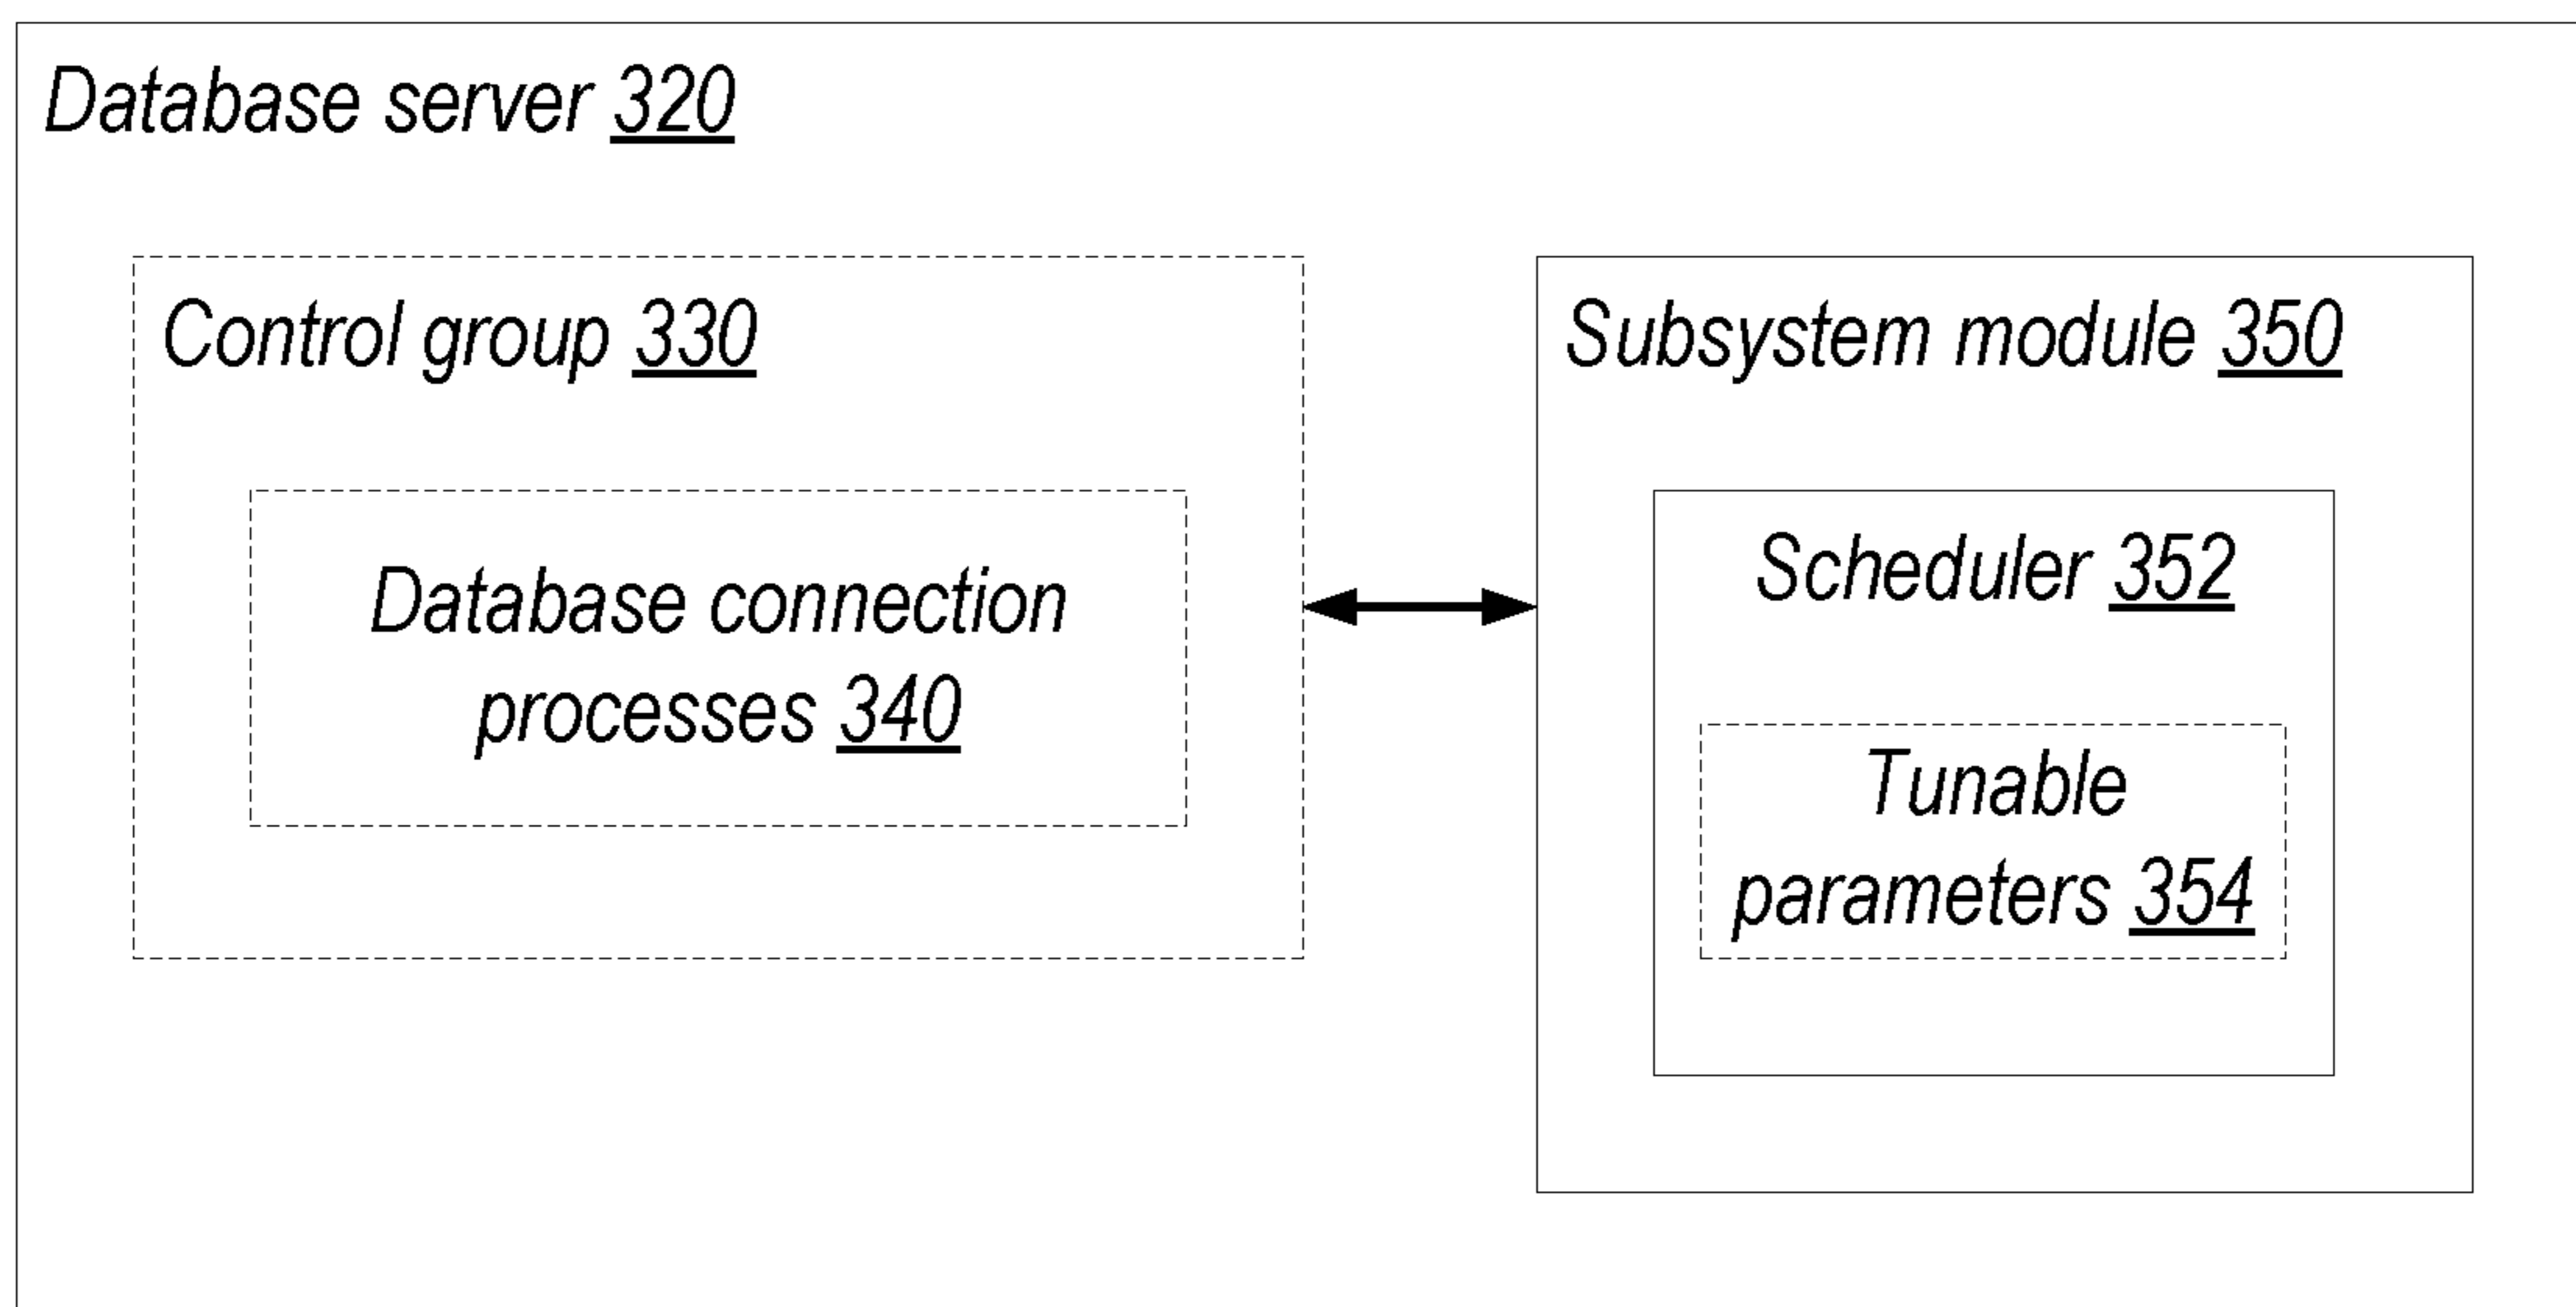 Database server 320
Control group 330
Database connection
processes 340
Subsystem module 350
Scheduler 352
Tunable
parameters 354